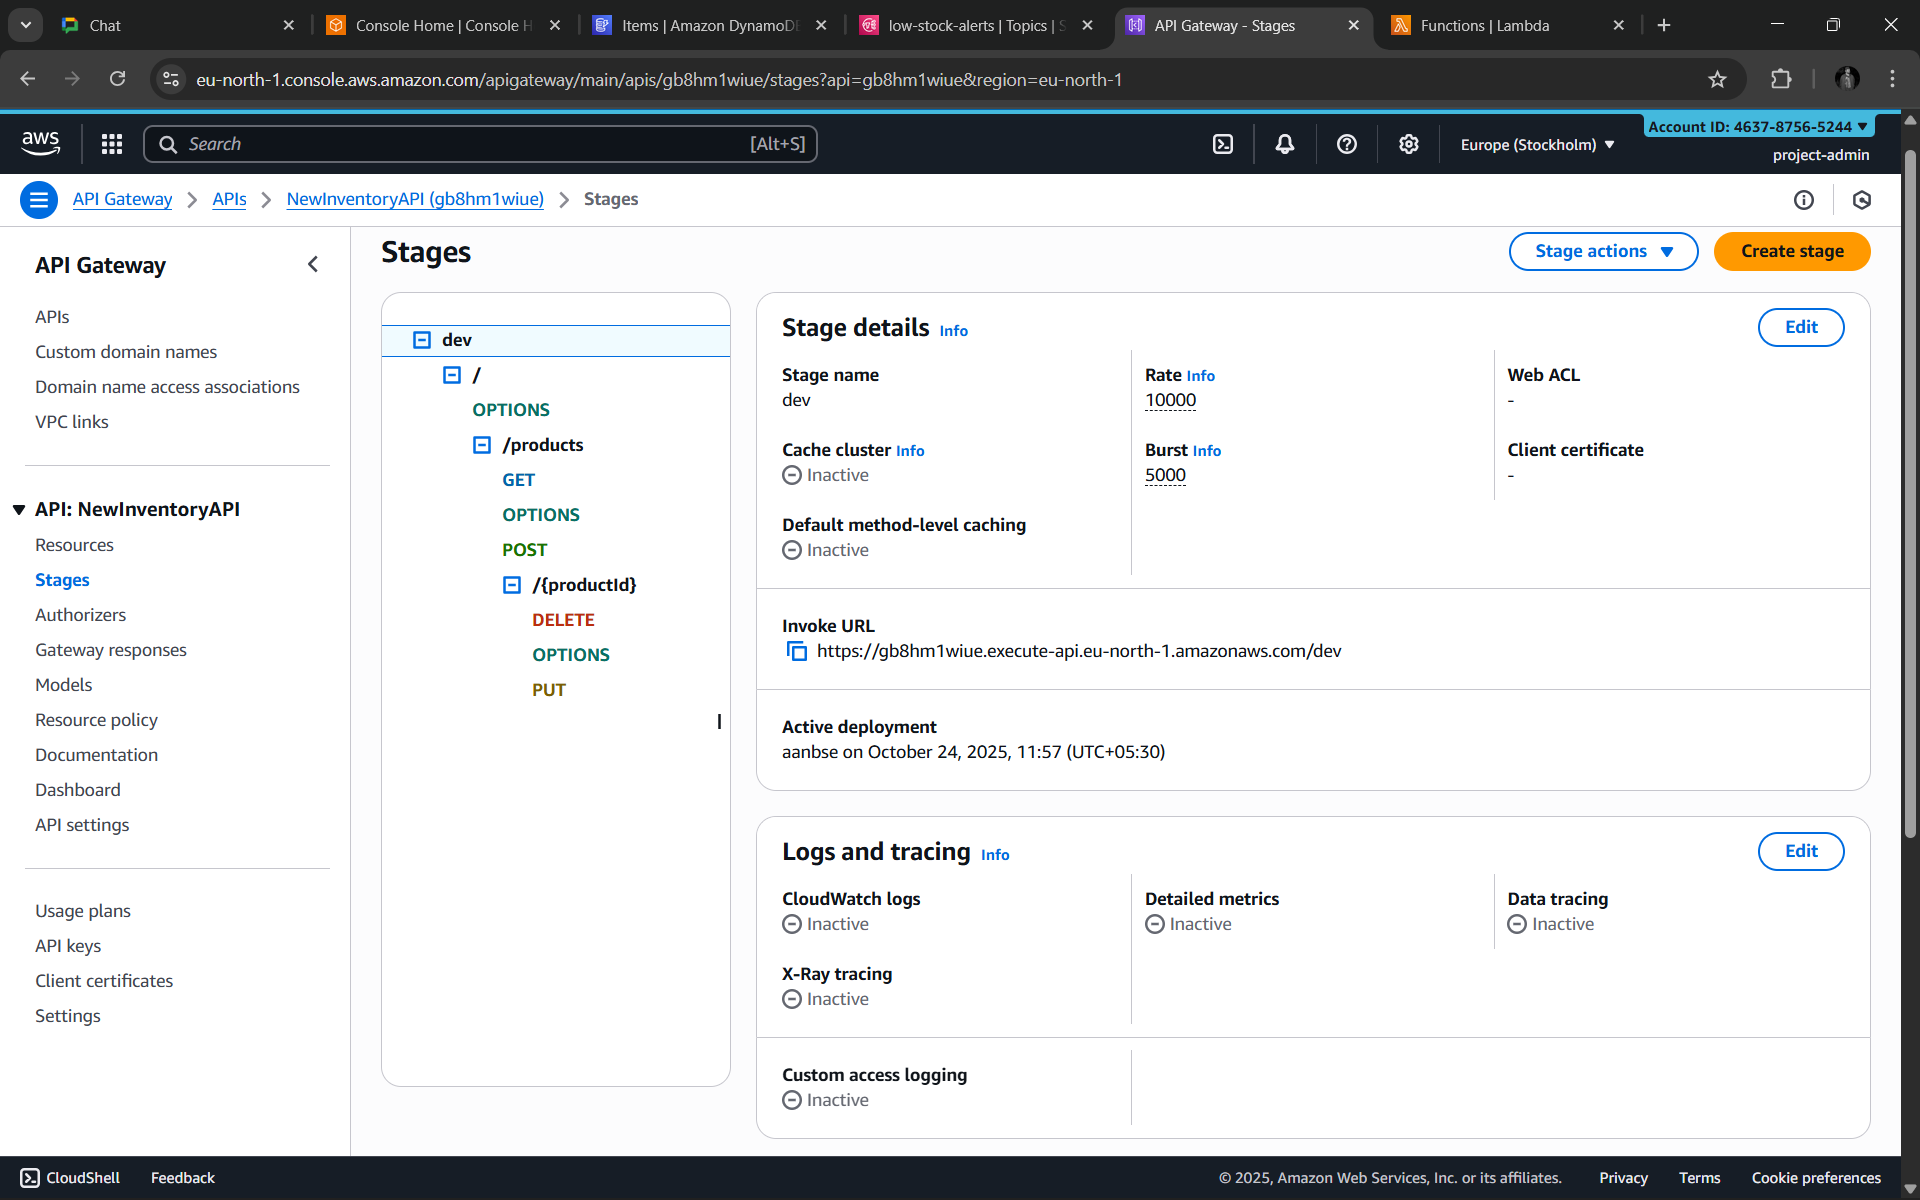 Chat
Console Home | Console H
Items | Amazon DynamoDB
low-stock-alerts | Topics | S
API Gateway - Stages
Functions | Lambda
eu-north-1.console.aws.amazon.com/apigateway/main/apis/gb8hm1wiue/stages?api=gb8hm1wiue&region=eu-north-1
aws
Search
[Alt+S]
Europe (Stockholm)
Account ID: 4637-8756-5244
project-admin
API Gateway
APIs
NewInventoryAPI (gb8hm1wiue)
Stages
API Gateway
APIs
Custom domain names
Domain name access associations
VPC links
API: NewInventoryAPI
Resources
Stages
Authorizers
Gateway responses
Models
Resource policy
Documentation
Dashboard
API settings
Usage plans
API keys
Client certificates
Settings
Stages
Stage actions
Create stage
dev
/
OPTIONS
/products
GET
OPTIONS
POST
/{productId}
DELETE
OPTIONS
PUT
Stage details Info
Edit
Stage name
dev
Rate Info
10000
Web ACL
-
Cache cluster Info
Inactive
Burst Info
5000
Client certificate
-
Default method-level caching
Inactive
Invoke URL
https://gb8hm1wiue.execute-api.eu-north-1.amazonaws.com/dev
Active deployment
aanbse on October 24, 2025, 11:57 (UTC+05:30)
Logs and tracing Info
Edit
CloudWatch logs
Inactive
Detailed metrics
Inactive
Data tracing
Inactive
X-Ray tracing
Inactive
Custom access logging
Inactive
CloudShell
Feedback
© 2025, Amazon Web Services, Inc. or its affiliates.
Privacy
Terms
Cookie preferences